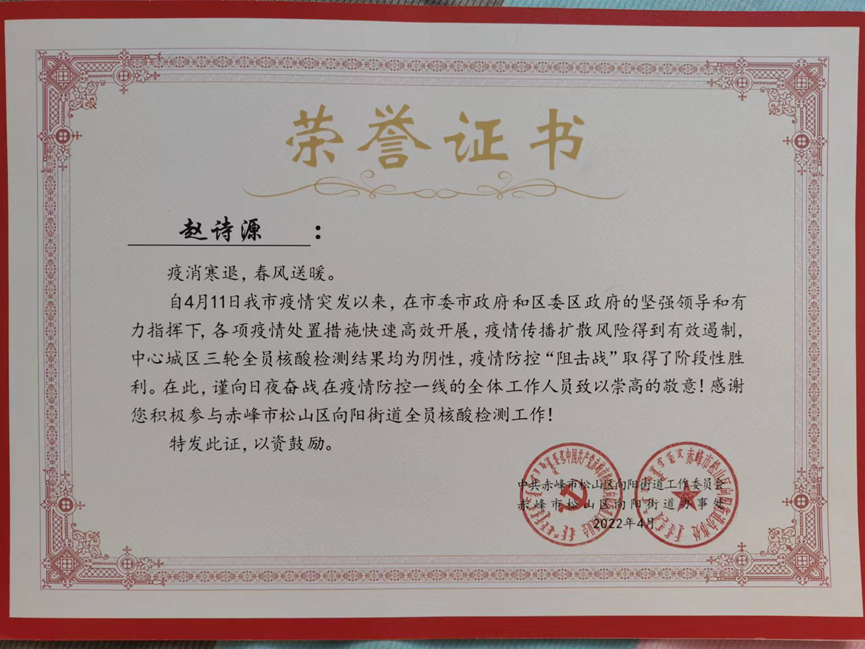 荣誉证书
赵诗源：
疫消寒退，春风送暖。
自4月11日我市疫情突发以来，在市委市政府和区委区政府的坚强领导和有
力指挥下，各项疫情处置措施快速高效开展，疫情传播扩散风险得到有效遏制，
中心城区三轮全员核酸检测结果均为阴性，疫情防控“阻击战”取得了阶段性胜
利。在此，谨向日夜奋战在疫情防控一线的全体工作人员致以崇高的敬意！感谢
您积极参与赤峰市松山区向阳街道全员核酸检测工作！
特发此证，以资鼓励。
中共赤峰市松山区向阳街道工作委员会
赤峰市松山区向阳街道办事处
2022年4月